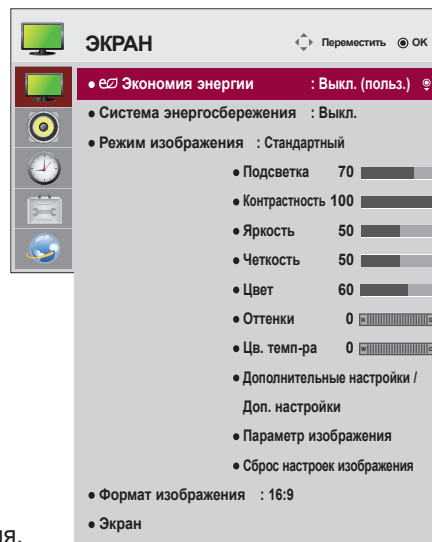 ЭКРАН Переместить OK
• Экономия энергии : Выкл. (польз.)
• Система энергосбережения : Выкл.
• Режим изображения : Стандартный
• Подсветка 70
• Контрастность 100
• Яркость 50
• Четкость 50
• Цвет 60
• Оттенки 0 R
• Цв. темп-ра 0 W
• Дополнительные настройки /
Доп. настройки
• Параметр изображения
• Сброс настроек изображения
• Формат изображения : 16:9
• Экран